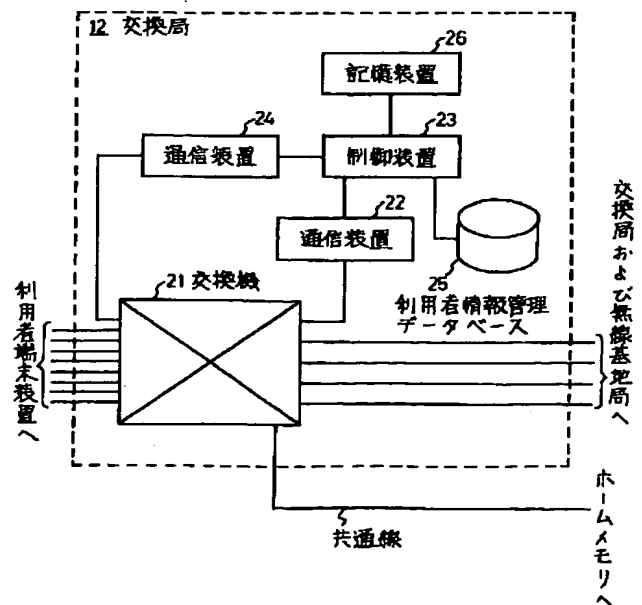 12 交換局
26
記憶装置
24
通信装置
23
制御装置
22
通信装置
25
利用者情報管理
データベース
21 交換機
利用者端末装置へ
交換局および無線基地局へ
共通線
ホームメモリへ